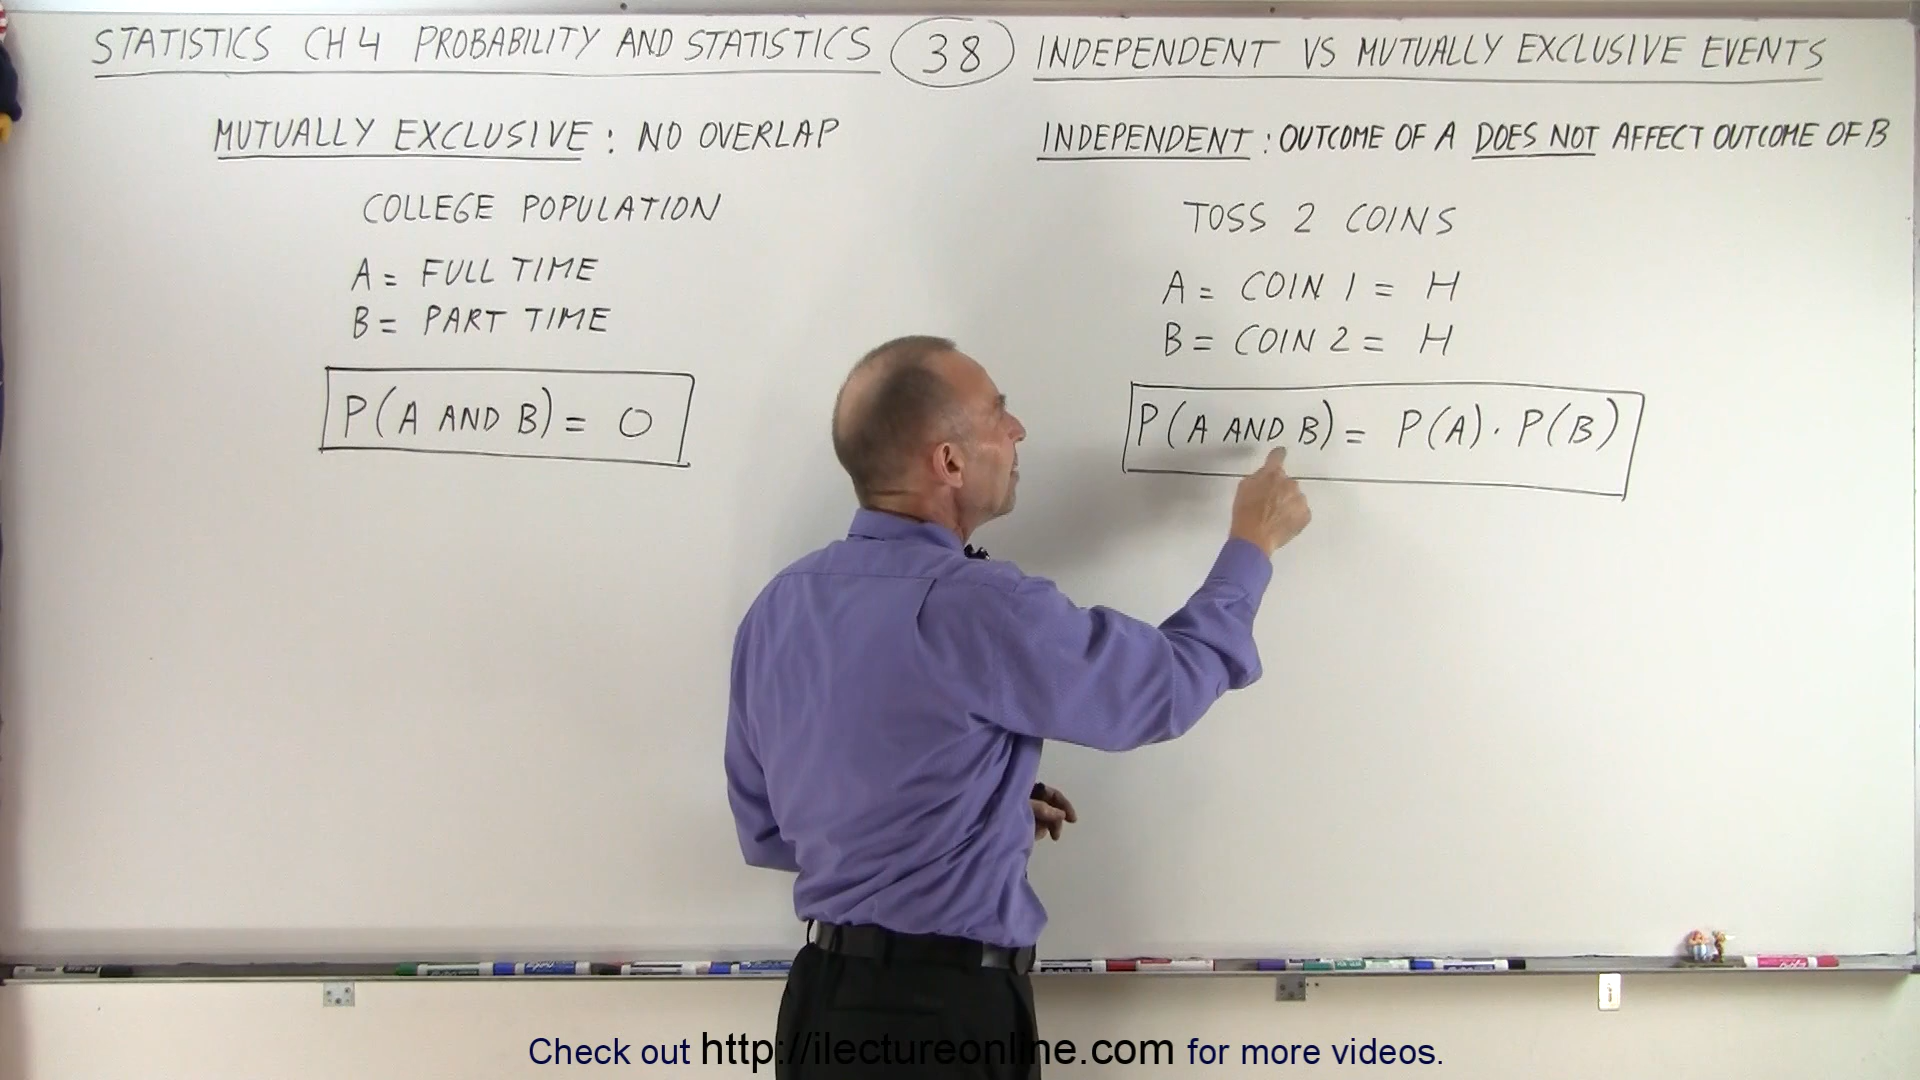 STATISTICS CH 4 PROBABILITY AND STATISTICS 38 INDEPENDENT VS MUTUALLY EXCLUSIVE EVENTS
MUTUALLY EXCLUSIVE: NO OVERLAP
COLLEGE POPULATION
A = FULL TIME
B = PART TIME
P(A AND B) = 0
INDEPENDENT: OUTCOME OF A DOES NOT AFFECT OUTCOME OF B
TOSS 2 COINS
A = COIN 1 = H
B = COIN 2 = H
P(A AND B) = P(A) · P(B)
Check out http://ilectureonline.com for more videos.